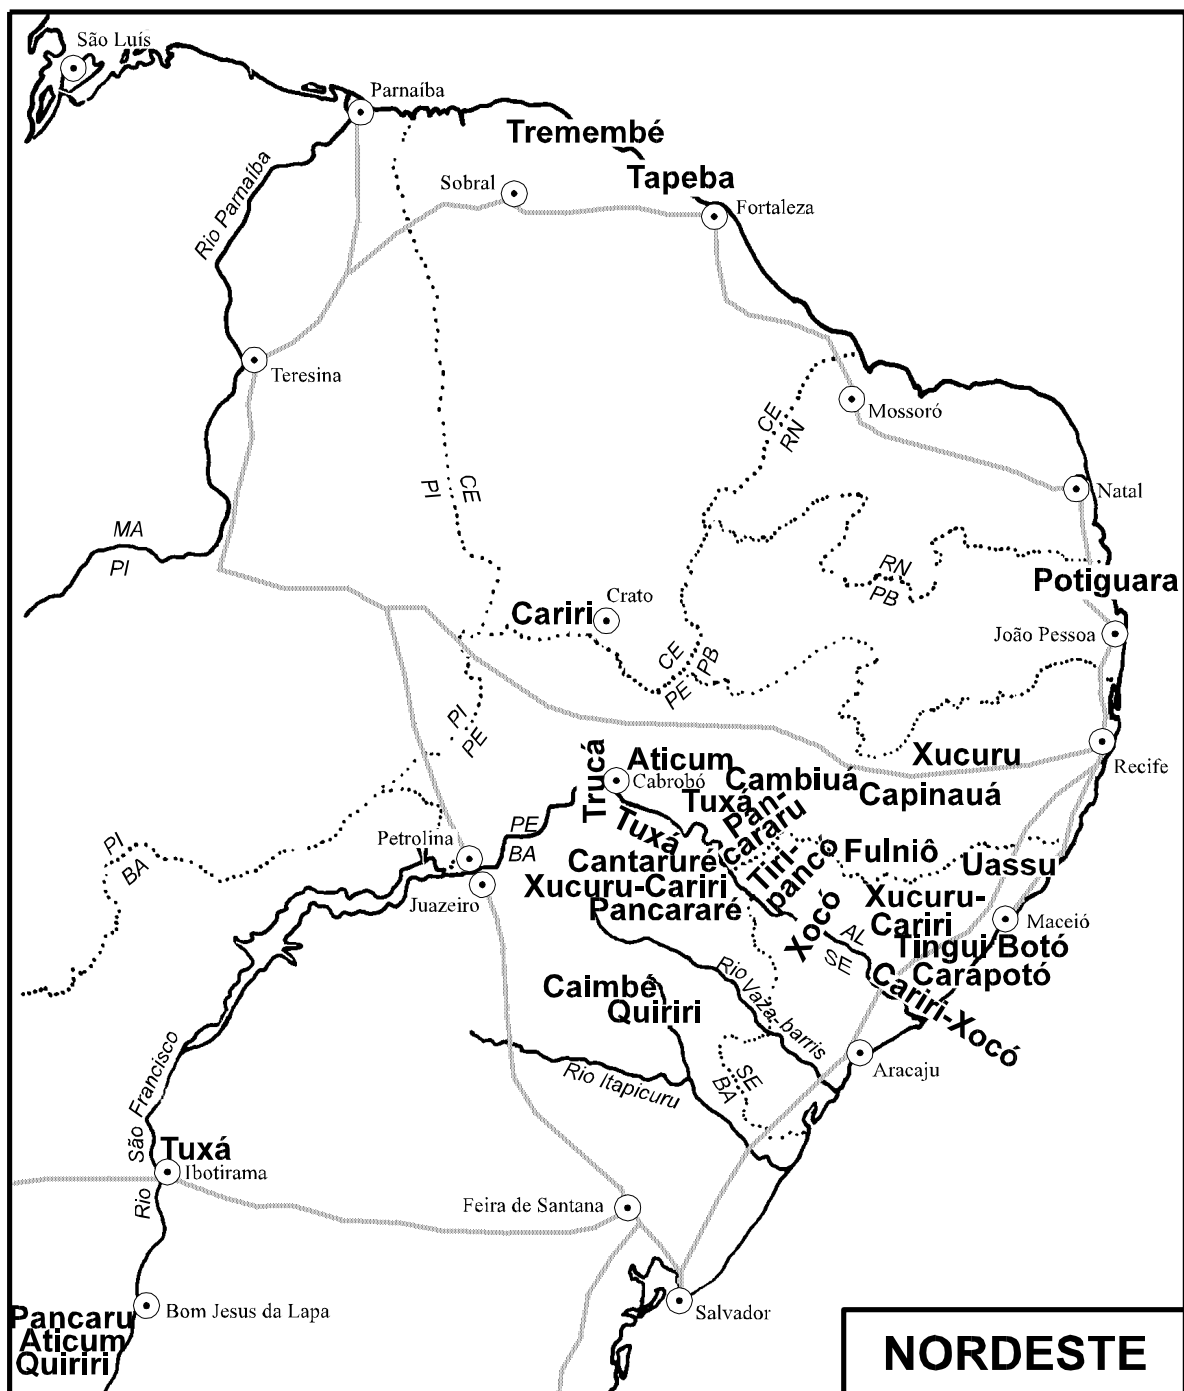 São Luís
Parnaíba
Tremembé
Rio Parnaíba
Sobral
Tapeba
Fortaleza
Teresina
Mossoró
CE
RN
CE
PI
Natal
MA
PI
RN
PB
Potiguara
Crato
Cariri
João Pessoa
CE
PB
PE
PI
PE
Xucuru
Recife
Trucá
Aticum
Cabrobó
Cambiuá
Capinauá
Tuxá
Pan-
cararu
Tuxá
PE
BA
Petrolina
PI
BA
Cantaruré
Xucuru-Cariri
Pancararé
Tiri-
pancó
Fulniô
Uassu
Juazeiro
Xocó
Xucuru-
Cariri
Maceió
Tingui Botó
Carápotó
AL
SE
Cariri-Xocó
Rio Vaza-barris
Caimbé
Quiriri
Rio Itapicuru
SE
BA
Aracaju
Rio São Francisco
Tuxá
Ibotirama
Feira de Santana
Salvador
Bom Jesus da Lapa
Pancaru
Aticum
Quiriri
NORDESTE